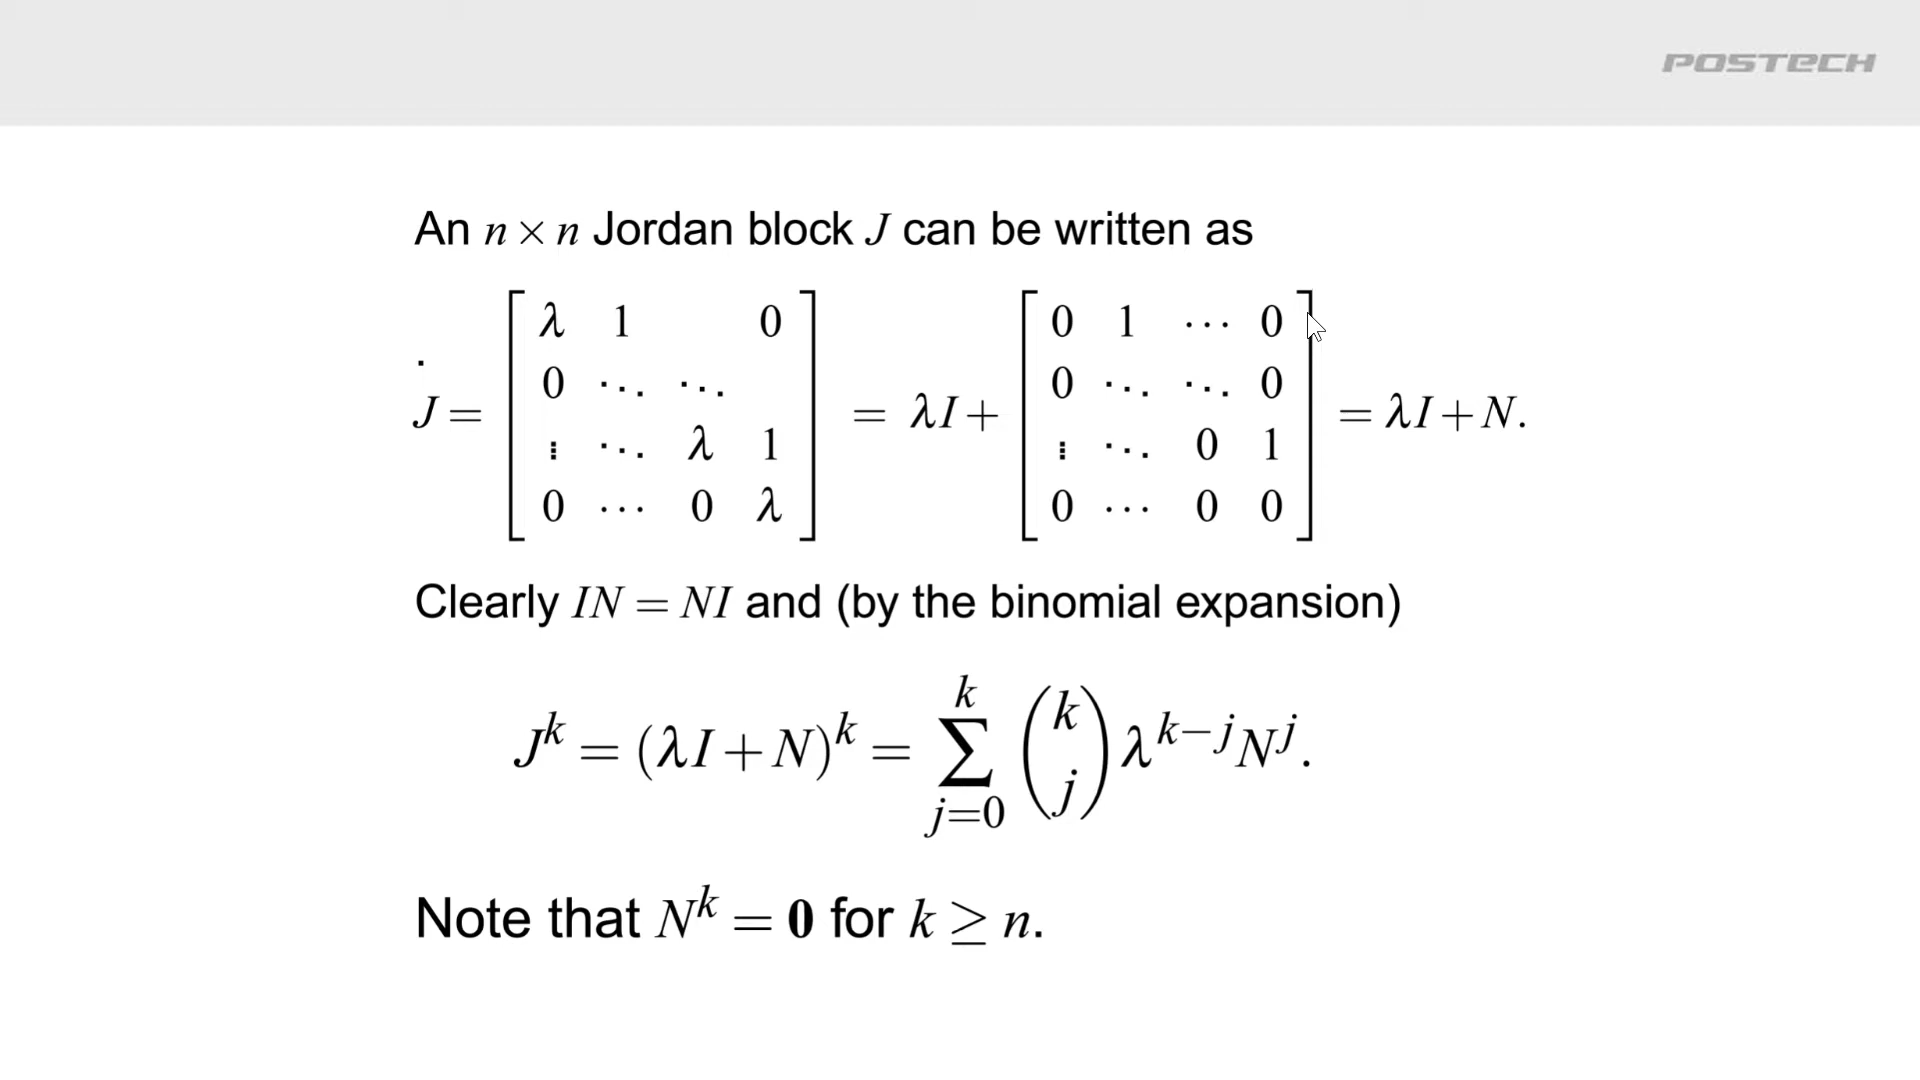 POSTECH
An n × n Jordan block J can be written as
J = [ λ 1 0 ; 0 ⋱ ⋱ ; ⋮ ⋱ λ 1 ; 0 ⋯ 0 λ ] = λI + [ 0 1 ⋯ 0 ; 0 ⋱ ⋱ 0 ; ⋮ ⋱ 0 1 ; 0 ⋯ 0 0 ] = λI + N.
Clearly IN = NI and (by the binomial expansion)
J^k = (λI + N)^k = \sum_{j=0}^{k} \binom{k}{j} λ^{k−j} N^j.
Note that N^k = 0 for k ≥ n.